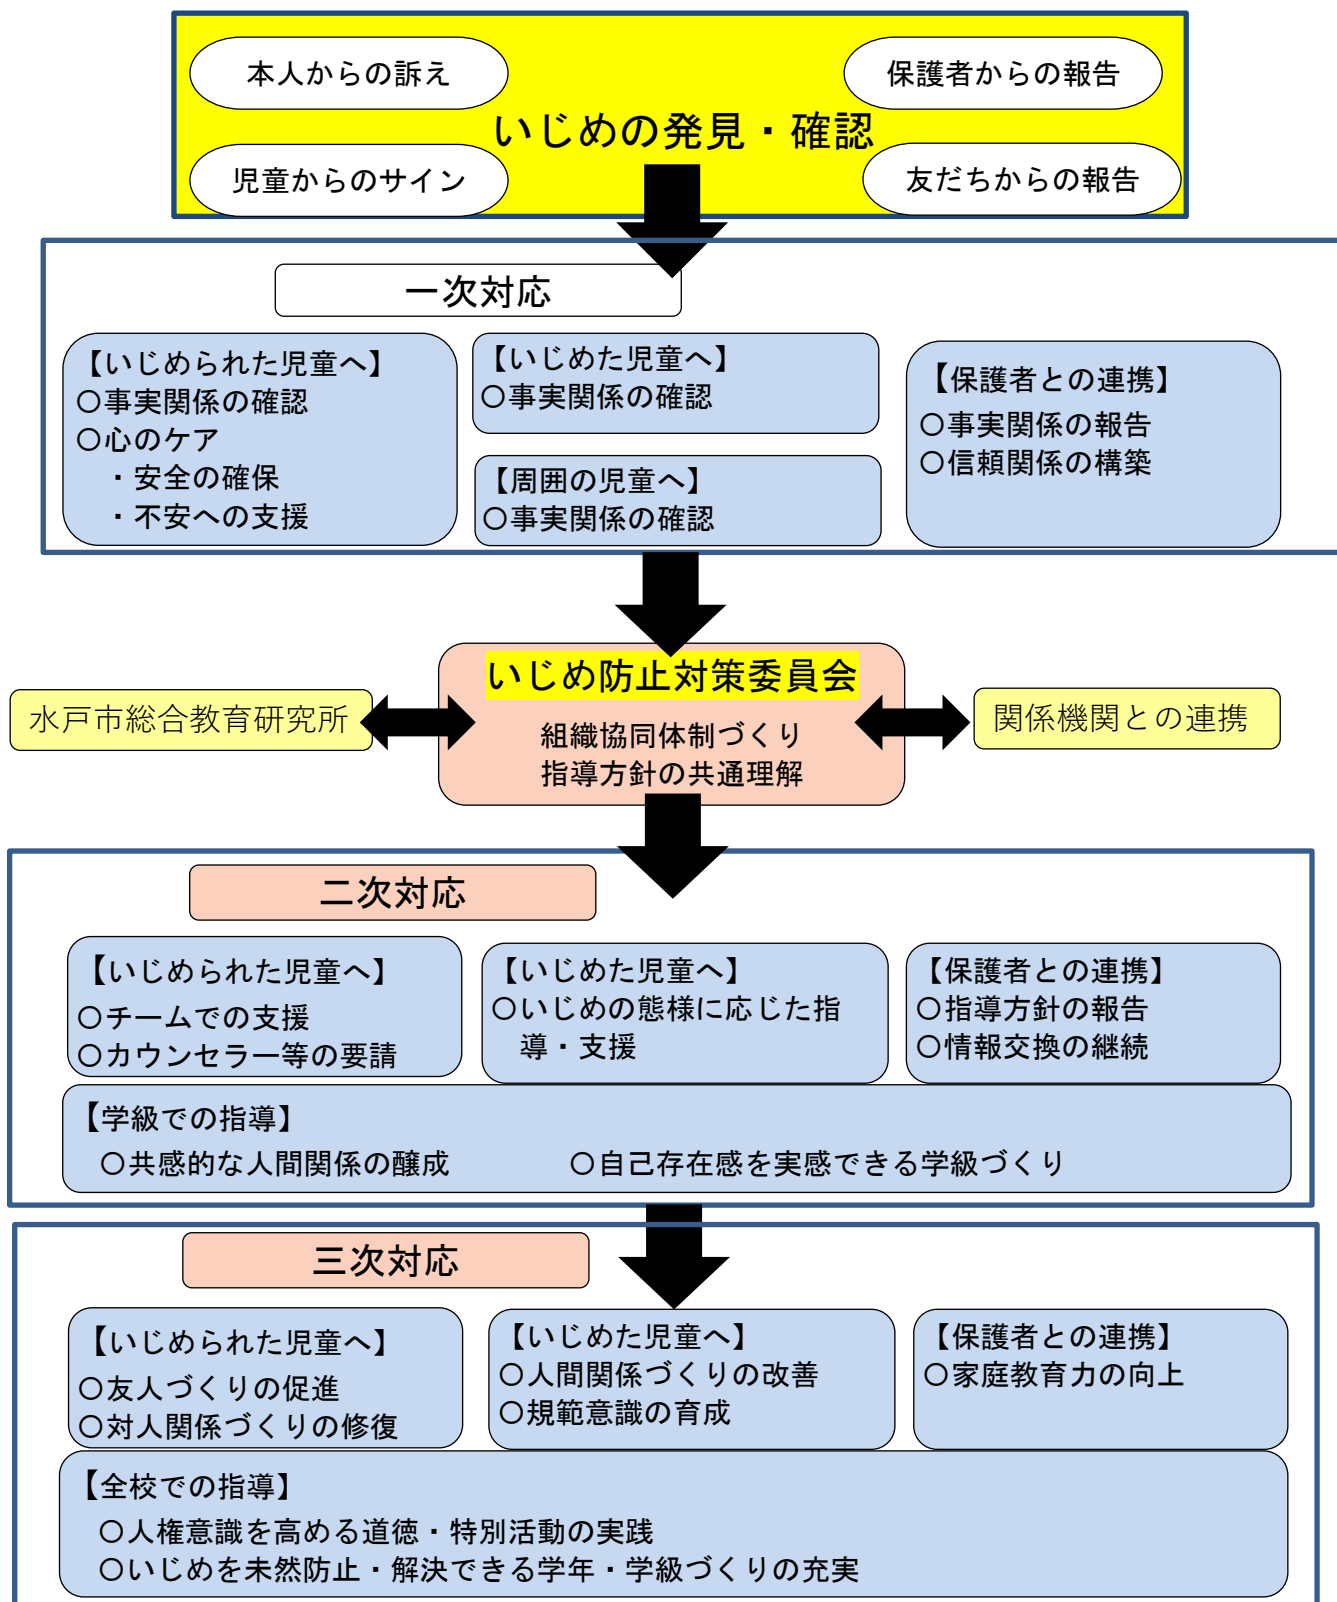 本人からの訴え
保護者からの報告
いじめの発見・確認
児童からのサイン
友だちからの報告
一次対応
【いじめられた児童へ】
〇事実関係の確認
〇心のケア
・安全の確保
・不安への支援
【いじめた児童へ】
〇事実関係の確認
【周囲の児童へ】
〇事実関係の確認
【保護者との連携】
〇事実関係の報告
〇信頼関係の構築
いじめ防止対策委員会
組織協同体制づくり
指導方針の共通理解
水戸市総合教育研究所
関係機関との連携
二次対応
【いじめられた児童へ】
〇チームでの支援
〇カウンセラー等の要請
【いじめた児童へ】
〇いじめの態様に応じた指
導・支援
【保護者との連携】
〇指導方針の報告
〇情報交換の継続
【学級での指導】
〇共感的な人間関係の醸成 〇自己存在感を実感できる学級づくり
三次対応
【いじめられた児童へ】
〇友人づくりの促進
〇対人関係づくりの修復
【いじめた児童へ】
〇人間関係づくりの改善
〇規範意識の育成
【保護者との連携】
〇家庭教育力の向上
【全校での指導】
〇人権意識を高める道徳・特別活動の実践
〇いじめを未然防止・解決できる学年・学級づくりの充実